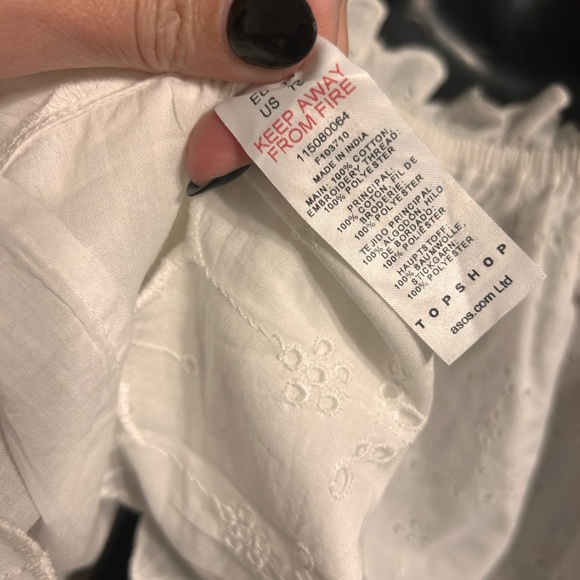 EU
US
KEEP AWAY
FROM FIRE
115080064
F103710
MADE IN INDIA
MAIN: 100% COTTON,
EMBROIDERY THREAD:
100% POLYESTER
PRINCIPAL:
100% COTON, FIL DE
BRODERIE:
100% POLYESTER
TEJIDO PRINCIPAL
100% ALGODÓN, HILO
DE BORDADO:
100% POLIÉSTER
HAUPTSTOFF:
100% BAUMWOLLE,
STICKGARN:
100% POLYESTER
TOPSHOP
asos.com Ltd